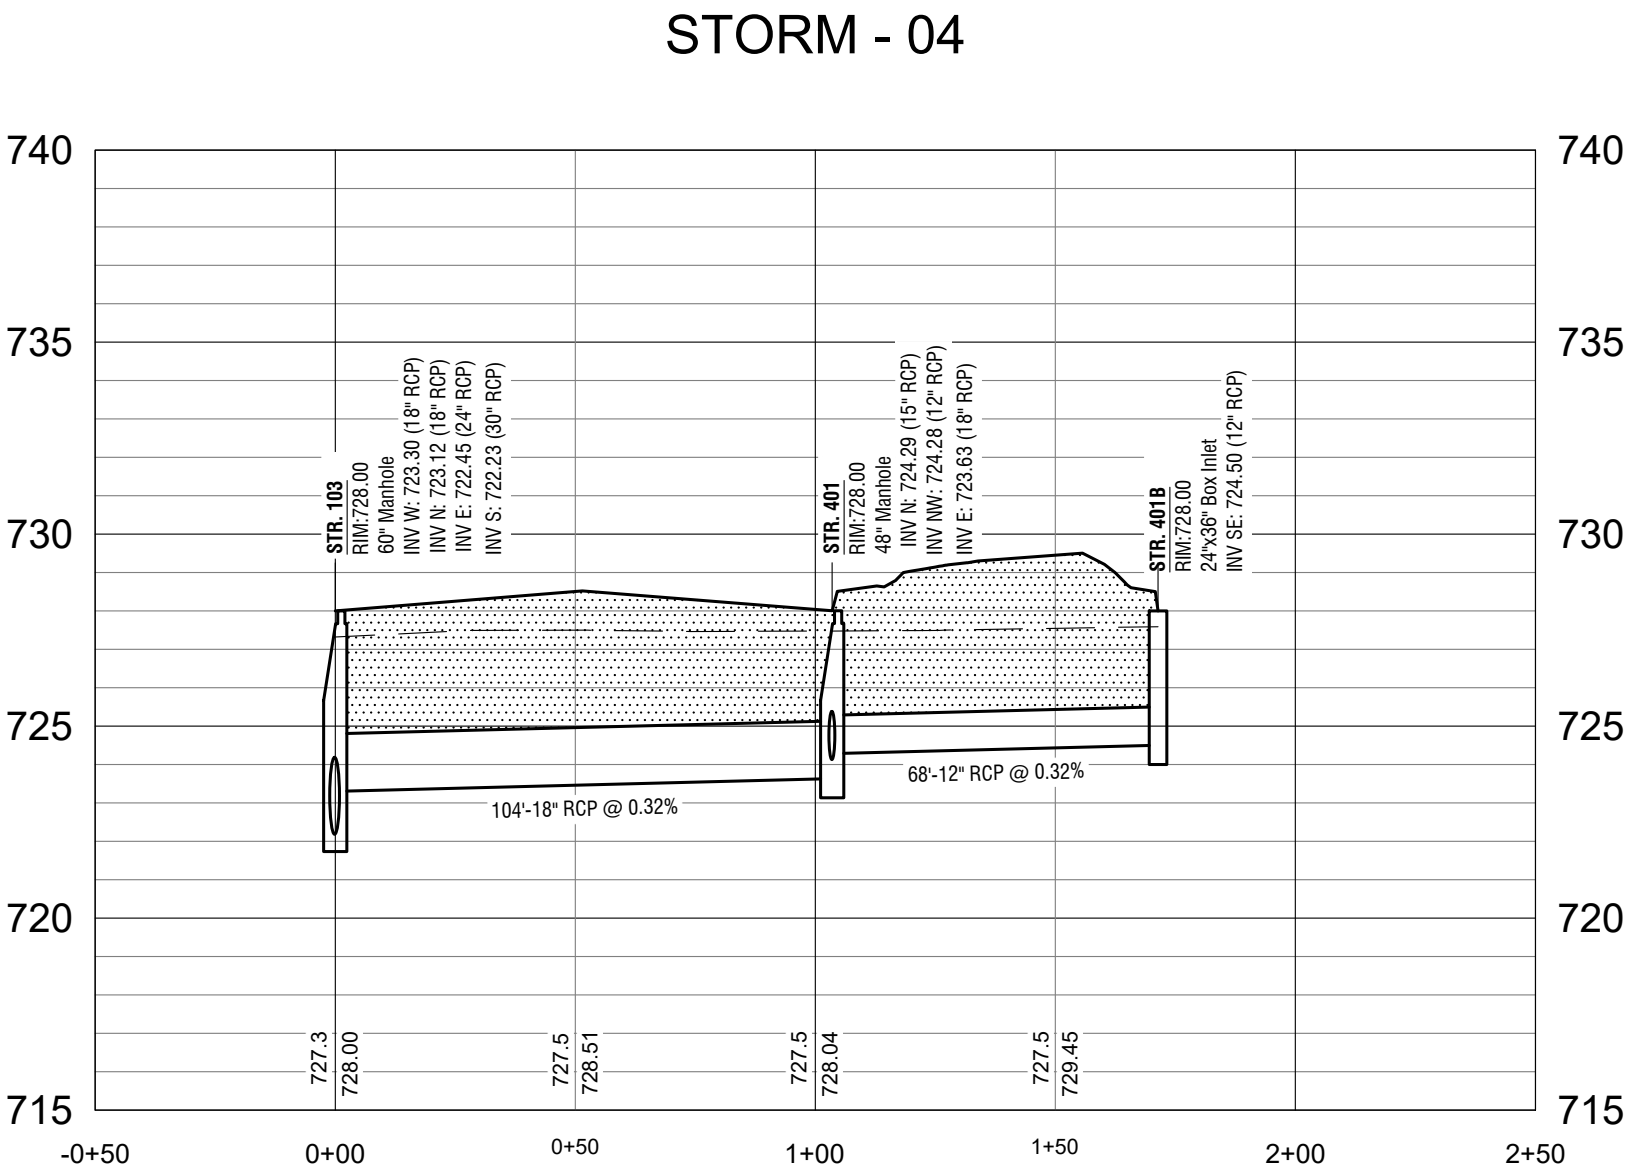 STORM - 04
740
740
735
735
730
730
725
725
720
720
715
715
STR. 103
RIM:728.00
60" Manhole
INV W: 723.30 (18" RCP)
INV N: 723.12 (18" RCP)
INV E: 722.45 (24" RCP)
INV S: 722.23 (30" RCP)
STR. 401
RIM:728.00
48" Manhole
INV N: 724.29 (15" RCP)
INV NW: 724.28 (12" RCP)
INV E: 723.63 (18" RCP)
STR. 401B
RIM:728.00
24"x36" Box Inlet
INV SE: 724.50 (12" RCP)
104'-18" RCP @ 0.32%
68'-12" RCP @ 0.32%
727.3
728.00
727.5
728.51
727.5
728.04
727.5
729.45
-0+50
0+00
0+50
1+00
1+50
2+00
2+50